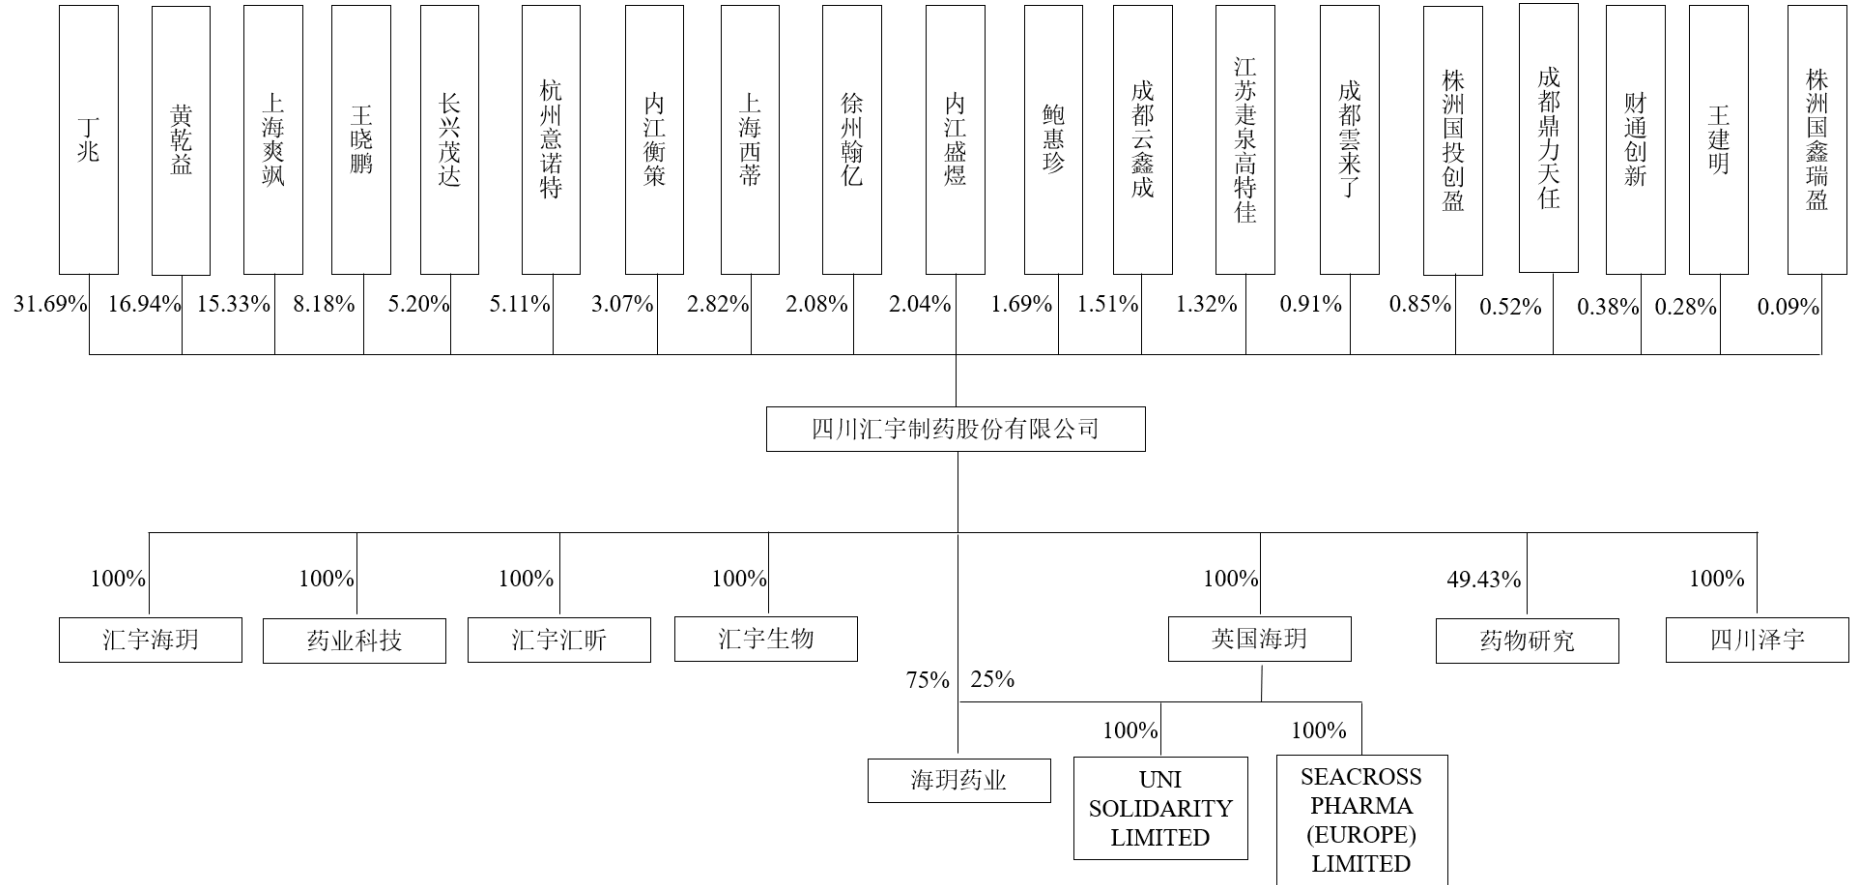 丁兆
黄乾益
上海爽飒
王晓鹏
长兴茂达
杭州意诺特
内江衡策
上海西蒂
徐州翰亿
内江盛煜
鲍惠珍
成都云鑫成
江苏疌泉高特佳
成都雲来了
株洲国投创盈
成都鼎力天任
财通创新
王建明
株洲国鑫瑞盈
31.69%
16.94%
15.33%
8.18%
5.20%
5.11%
3.07%
2.82%
2.08%
2.04%
1.69%
1.51%
1.32%
0.91%
0.85%
0.52%
0.38%
0.28%
0.09%
四川汇宇制药股份有限公司
100%
100%
100%
100%
100%
49.43%
100%
汇宇海玥
药业科技
汇宇汇昕
汇宇生物
英国海玥
药物研究
四川泽宇
75%
25%
100%
100%
海玥药业
UNI
SOLIDARITY
LIMITED
SEACROSS
PHARMA
(EUROPE)
LIMITED